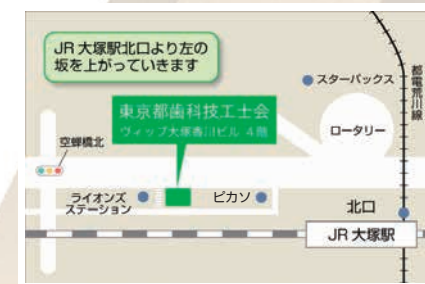 JR 大塚駅北口より左の
坂を上がっていきます
スターバックス
都電荒川線
東京都歯科技工士会
ヴィップ大塚香川ビル 4階
ロータリー
空蝉橋北
ライオンズ
ステーション
ピカソ
北口
JR 大塚駅